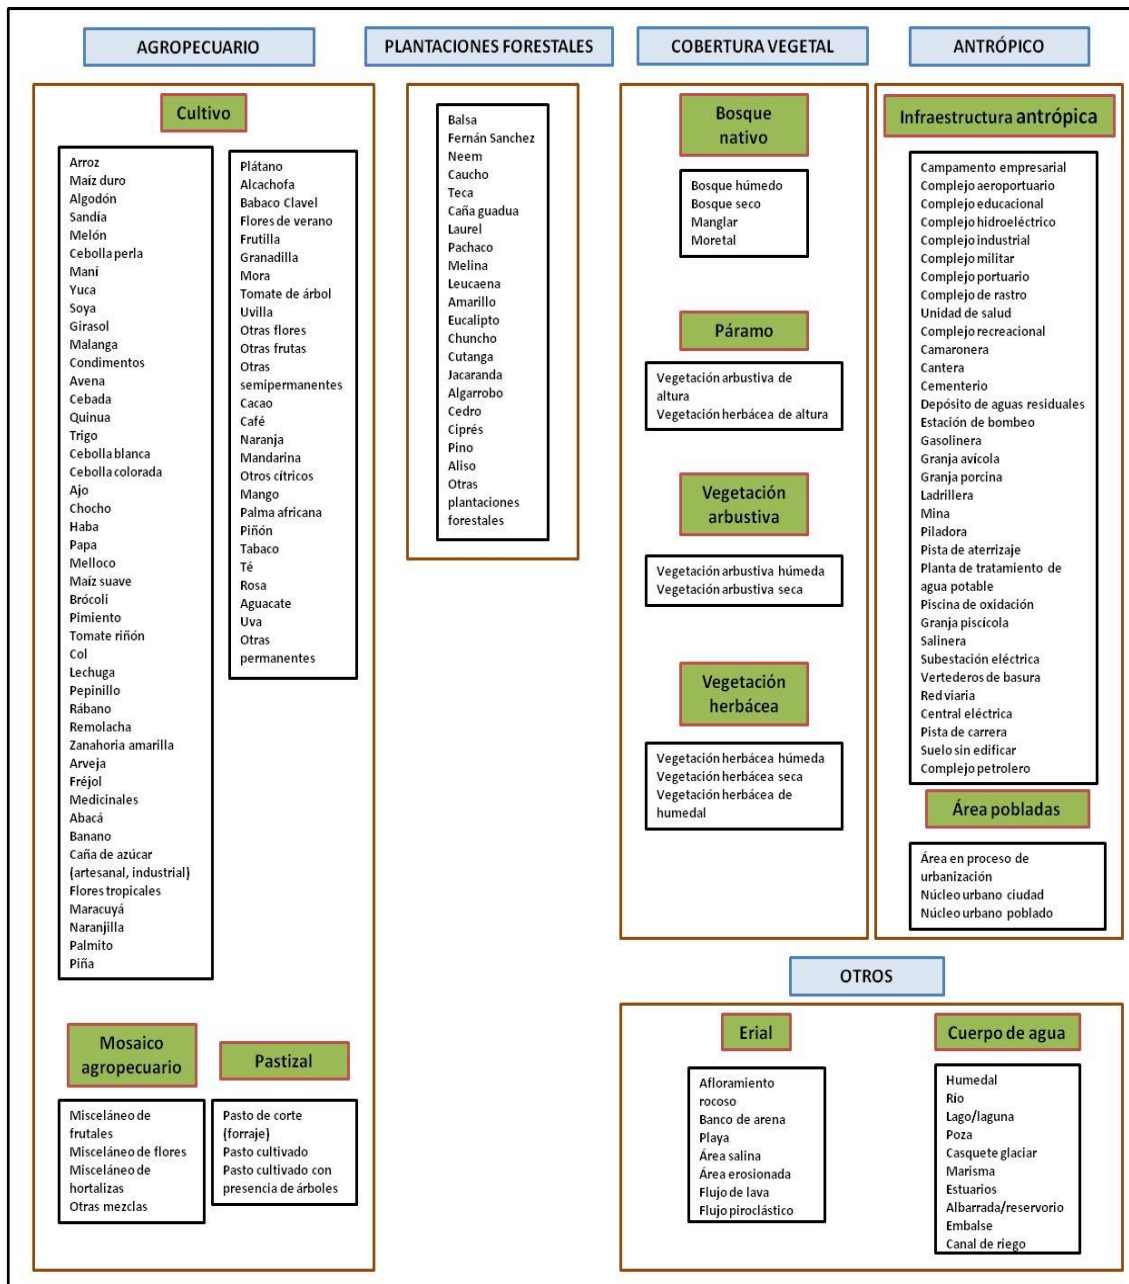 AGROPECUARIO
Cultivo
Arroz
Maíz duro
Algodón
Sandía
Melón
Cebolla perla
Maní
Yuca
Soya
Girasol
Malanga
Condimentos
Avena
Cebada
Quinua
Trigo
Cebolla blanca
Cebolla colorada
Ajo
Chocho
Haba
Papa
Melloco
Maíz suave
Brócoli
Pimiento
Tomate riñón
Col
Lechuga
Pepinillo
Rábano
Remolacha
Zanahoria amarilla
Arveja
Fréjol
Medicinales
Abacá
Banano
Caña de azúcar
(artesanal, industrial)
Flores tropicales
Maracuyá
Naranjilla
Palmito
Piña
Plátano
Alcachofa
Babaco Clavel
Flores de verano
Frutilla
Granadilla
Mora
Tomate de árbol
Uvilla
Otras flores
Otras frutas
Otras
semipermanentes
Cacao
Café
Naranja
Mandarina
Otros cítricos
Mango
Palma africana
Piñón
Tabaco
Té
Rosa
Aguacate
Uva
Otras
permanentes
Mosaico
agropecuario
Misceláneo de
frutales
Misceláneo de flores
Misceláneo de
hortalizas
Otras mezclas
Pastizal
Pasto de corte
(forraje)
Pasto cultivado
Pasto cultivado con
presencia de árboles
PLANTACIONES FORESTALES
Balsa
Fernán Sanchez
Neem
Caucho
Teca
Caña guadua
Laurel
Pachaco
Melina
Leucaena
Amarillo
Eucalipto
Chuncho
Cutanga
Jacaranda
Algarrobo
Cedro
Ciprés
Pino
Aliso
Otras
plantaciones
forestales
COBERTURA VEGETAL
Bosque
nativo
Bosque húmedo
Bosque seco
Manglar
Moretal
Páramo
Vegetación arbustiva de
altura
Vegetación herbácea de altura
Vegetación
arbustiva
Vegetación arbustiva húmeda
Vegetación arbustiva seca
Vegetación
herbácea
Vegetación herbácea húmeda
Vegetación herbácea seca
Vegetación herbácea de
humedal
ANTRÓPICO
Infraestructura antrópica
Campamento empresarial
Complejo aeroportuario
Complejo educacional
Complejo hidroeléctrico
Complejo industrial
Complejo militar
Complejo portuario
Complejo de rastro
Unidad de salud
Complejo recreacional
Camaronera
Cantera
Cementerio
Depósito de aguas residuales
Estación de bombeo
Gasolinera
Granja avícola
Granja porcina
Ladrillera
Mina
Piladora
Pista de aterrizaje
Planta de tratamiento de
agua potable
Piscina de oxidación
Granja piscícola
Salinera
Subestación eléctrica
Vertederos de basura
Red viaria
Central eléctrica
Pista de carrera
Suelo sin edificar
Complejo petrolero
Área pobladas
Área en proceso de
urbanización
Núcleo urbano ciudad
Núcleo urbano poblado
OTROS
Erial
Afloramiento
rocoso
Banco de arena
Playa
Área salina
Área erosionada
Flujo de lava
Flujo piroclástico
Cuerpo de agua
Humedal
Río
Lago/laguna
Poza
Casquete glaciar
Marisma
Estuarios
Albarrada/reservorio
Embalse
Canal de riego